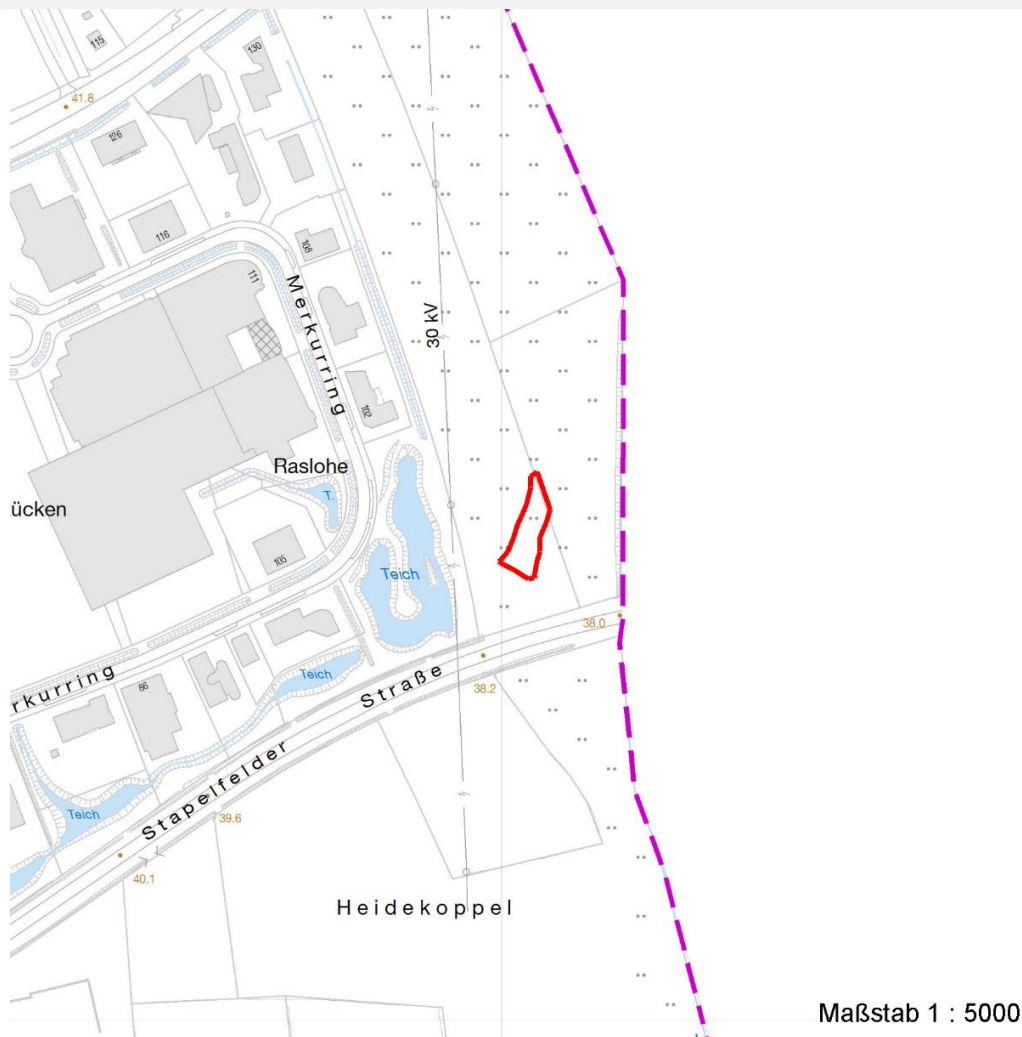 115
130
41.8
126
116
108
111
Merkurring
30 kV
102
Raslohe
T.
ücken
105
Teich
38.0
Teich
Straße
38.2
rkurring
86
Stapelfelder
Teich
39.6
40.1
Heidekoppel
Maßstab 1 : 5000